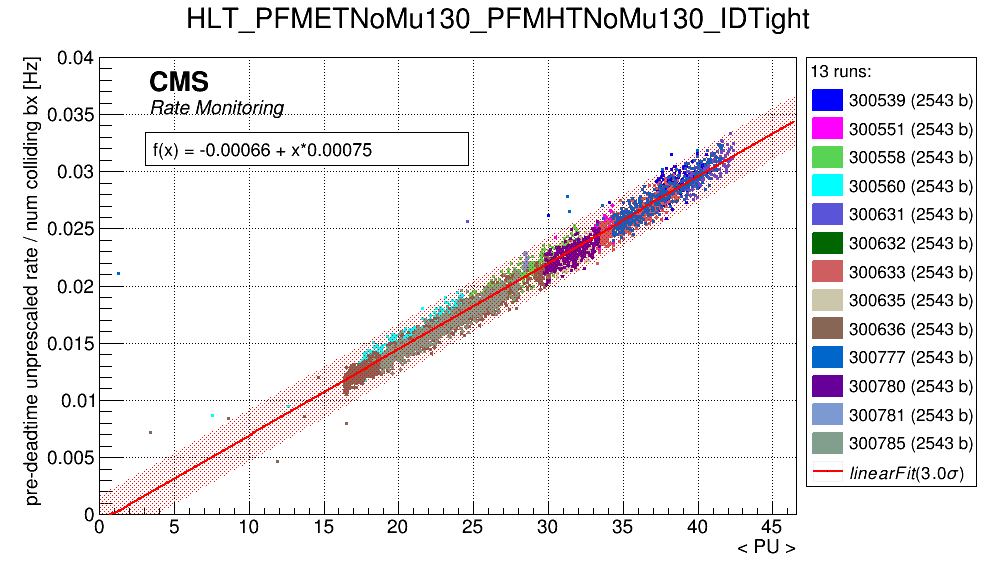 HLT_PFMETNoMu130_PFMHTNoMu130_IDTight
pre-deadtime unprescaled rate / num colliding bx [Hz]
0.04
0.035
0.03
0.025
0.02
0.015
0.01
0.005
0
CMS
Rate Monitoring
f(x) = -0.00066 + x*0.00075
0 5 10 15 20 25 30 35 40 45
< PU >
13 runs:
300539 (2543 b)
300551 (2543 b)
300558 (2543 b)
300560 (2543 b)
300631 (2543 b)
300632 (2543 b)
300633 (2543 b)
300635 (2543 b)
300636 (2543 b)
300777 (2543 b)
300780 (2543 b)
300781 (2543 b)
300785 (2543 b)
linearFit(3.0σ)